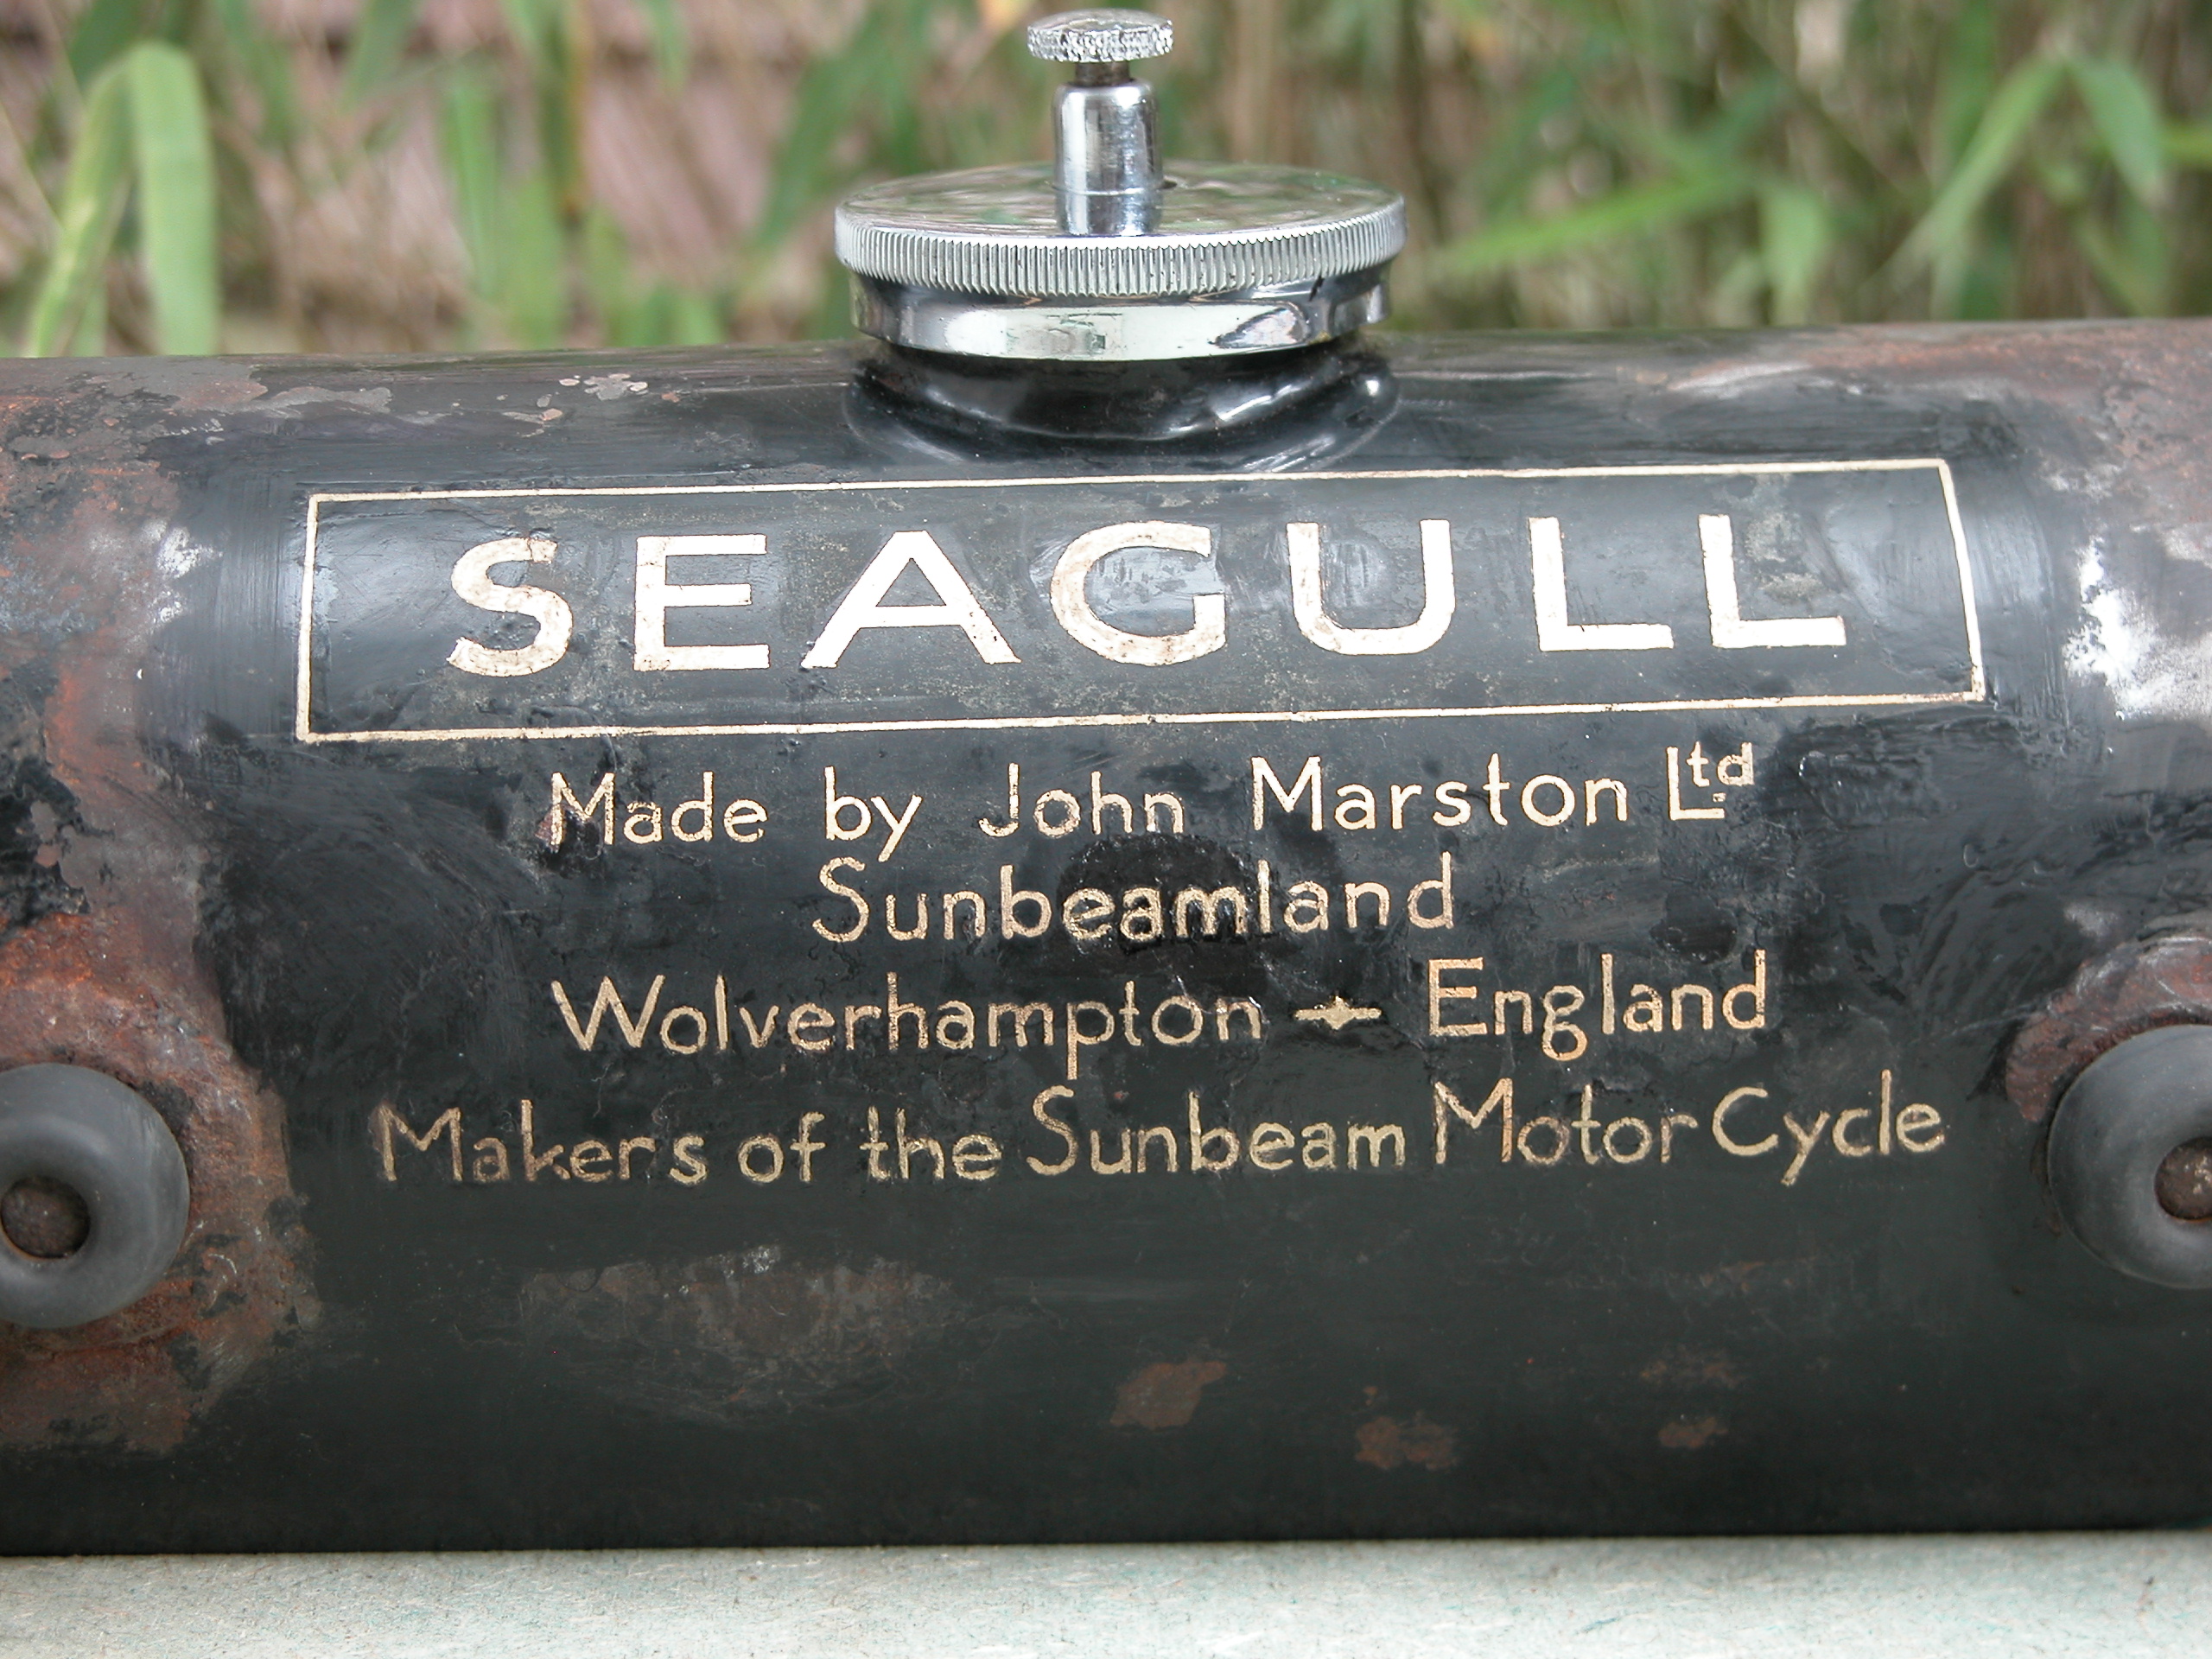 SEAGULL
Made by John Marston Ltd
Sunbeamland
Wolverhampton - England
Makers of the Sunbeam Motor Cycle